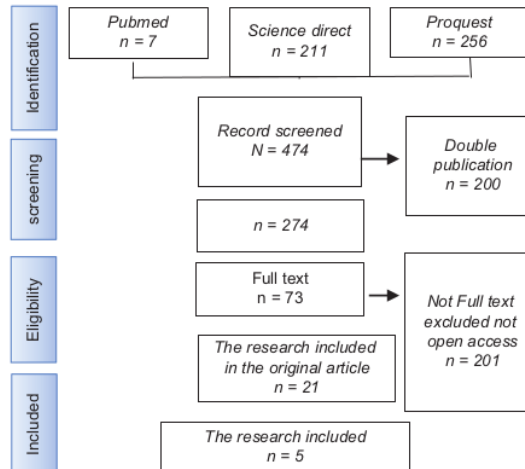 Identification
Pubmed
n = 7
Science direct
n = 211
Proquest
n = 256
screening
Record screened
N = 474
Double
publication
n = 200
n = 274
Eligibility
Full text
n = 73
Not Full text
excluded not
open access
n = 201
The research included
in the original article
n = 21
Included
The research included
n = 5